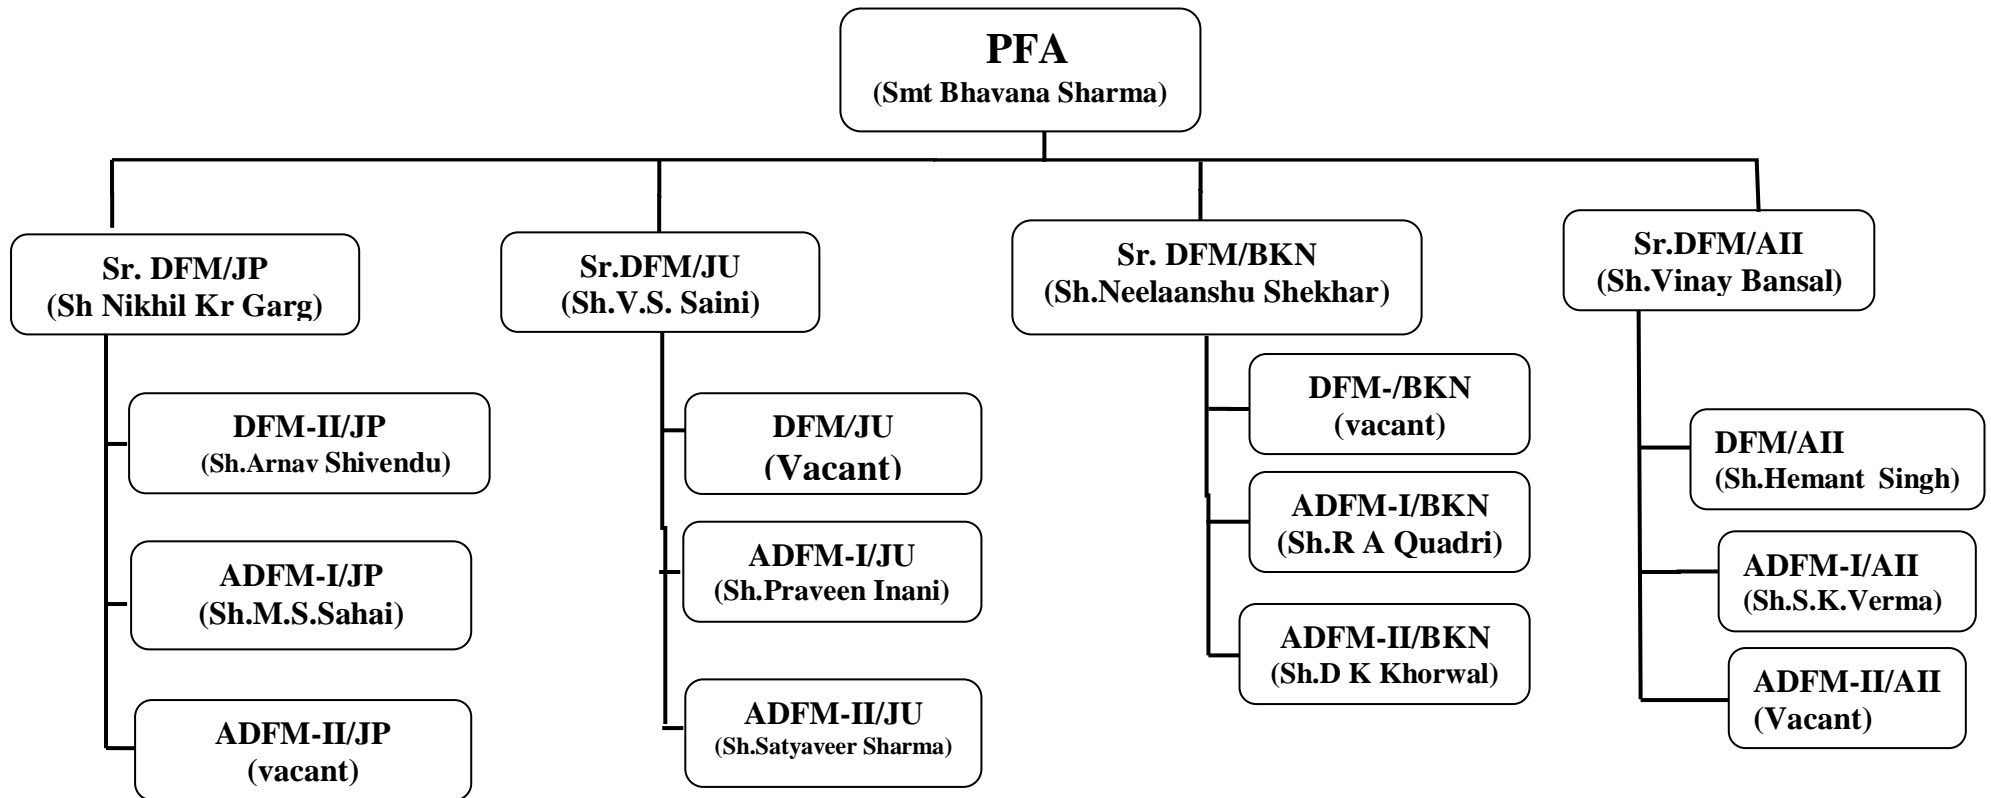 PFA
(Smt Bhavana Sharma)
Sr. DFM/JP
(Sh Nikhil Kr Garg)
DFM-II/JP
(Sh.Arnav Shivendu)
ADFM-I/JP
(Sh.M.S.Sahai)
ADFM-II/JP
(vacant)
Sr.DFM/JU
(Sh.V.S. Saini)
DFM/JU
(Vacant)
ADFM-I/JU
(Sh.Praveen Inani)
ADFM-II/JU
(Sh.Satyaveer Sharma)
Sr. DFM/BKN
(Sh.Neelaanshu Shekhar)
DFM-/BKN
(vacant)
ADFM-I/BKN
(Sh.R A Quadri)
ADFM-II/BKN
(Sh.D K Khorwal)
Sr.DFM/AII
(Sh.Vinay Bansal)
DFM/AII
(Sh.Hemant Singh)
ADFM-I/AII
(Sh.S.K.Verma)
ADFM-II/AII
(Vacant)